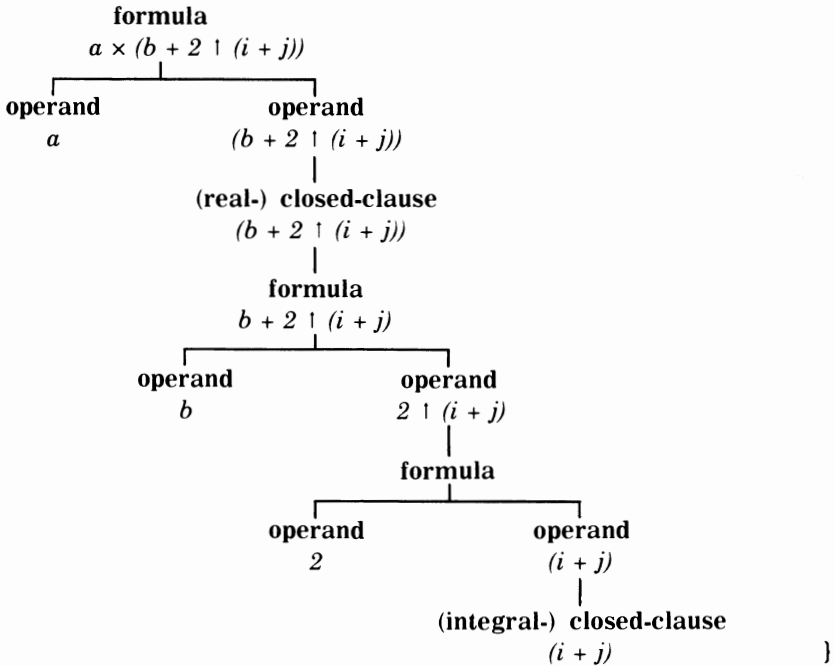 formula
a × (b + 2 ↑ (i + j))
operand operand
a (b + 2 ↑ (i + j))
(real-) closed-clause
(b + 2 ↑ (i + j))
formula
b + 2 ↑ (i + j)
operand operand
b 2 ↑ (i + j)
formula
operand operand
2 (i + j)
(integral-) closed-clause
(i + j) }